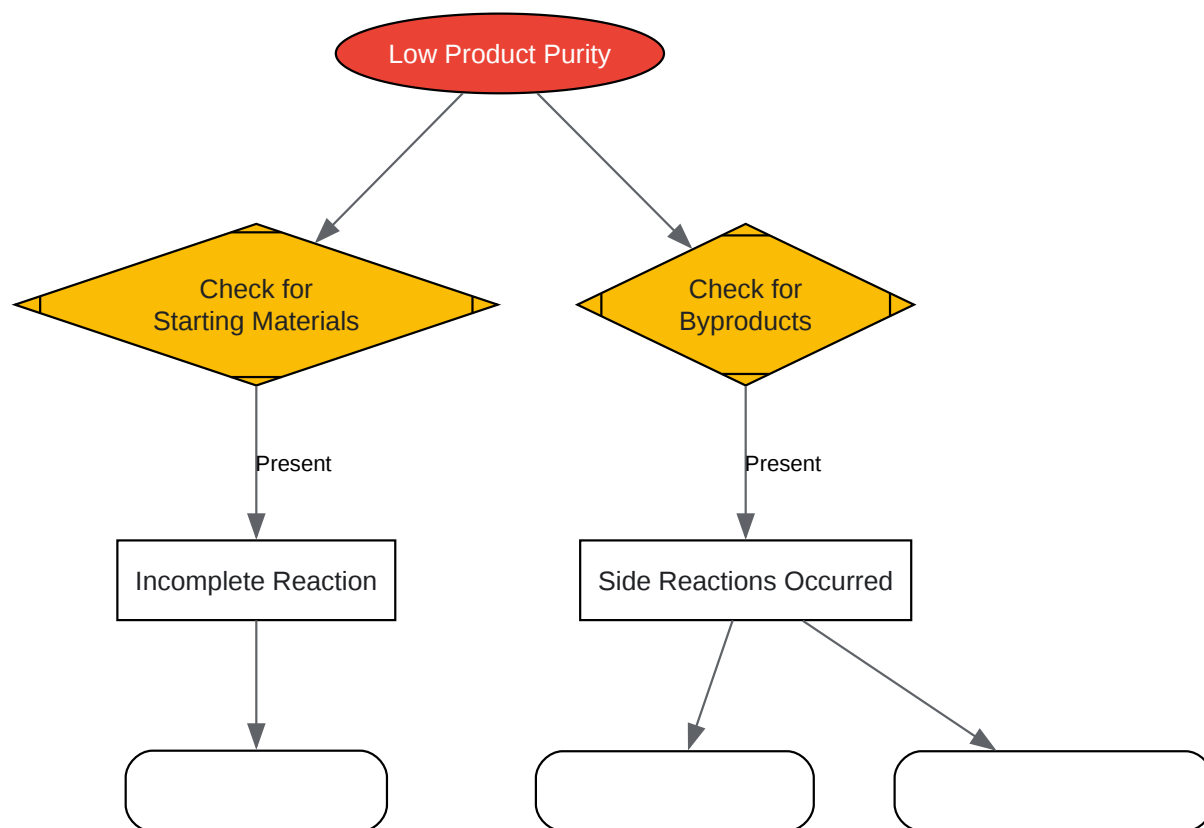 Low Product Purity
Check for
Starting Materials
Check for
Byproducts
Present
Present
Incomplete Reaction
Side Reactions Occurred